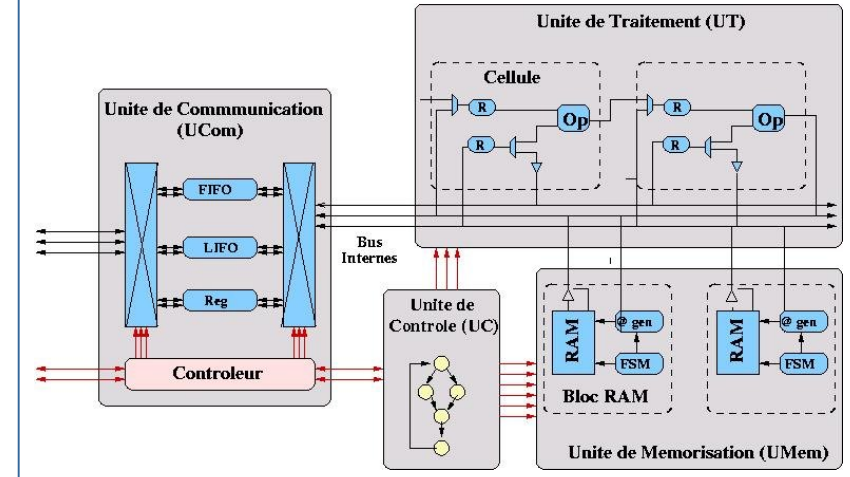 Unite de Traitement (UT)
Cellule
R
Op
R
R
Op
R
Unite de Commmunication
(UCom)
FIFO
LIFO
Reg
Controleur
Bus
Internes
Unite de
Controle (UC)
RAM
@ gen
FSM
Bloc RAM
RAM
@ gen
FSM
Unite de Memorisation (UMem)